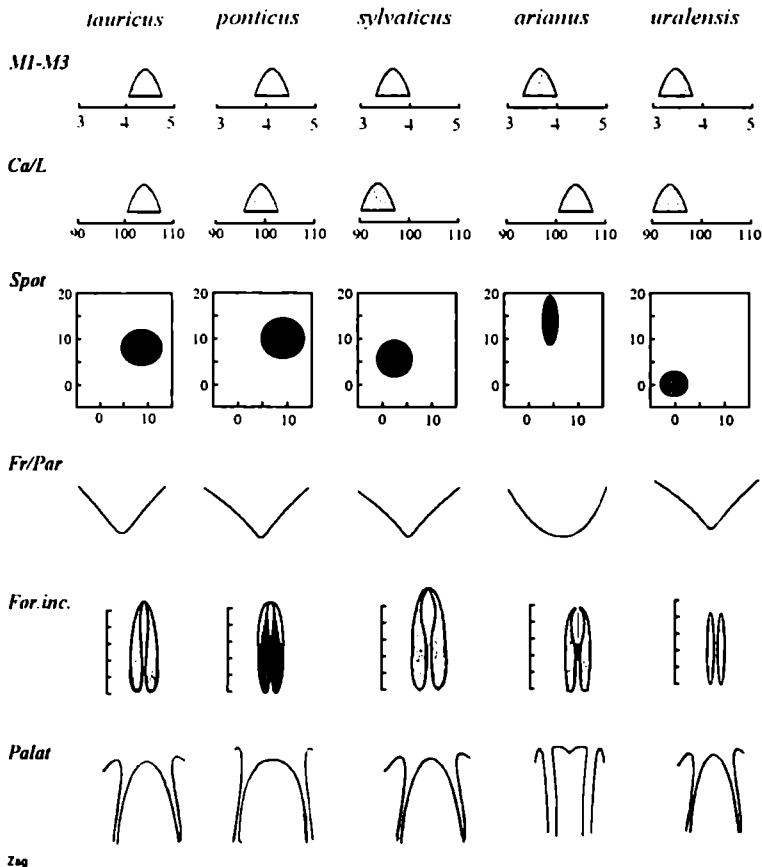 tauricus ponticus sylvaticus arianus uralensis
M1-M3
3 4 5 3 4 5 3 4 5 3 4 5 3 4 5
Ca/L
90 100 110 90 100 110 90 100 110 90 100 110 90 100 110
Spot
20 20 20 20 20
10 10 10 10 10
0 0 0 0 0
0 10 0 10 0 10 0 10 0 10
Fr/Par
For.inc.
Palat
Zag